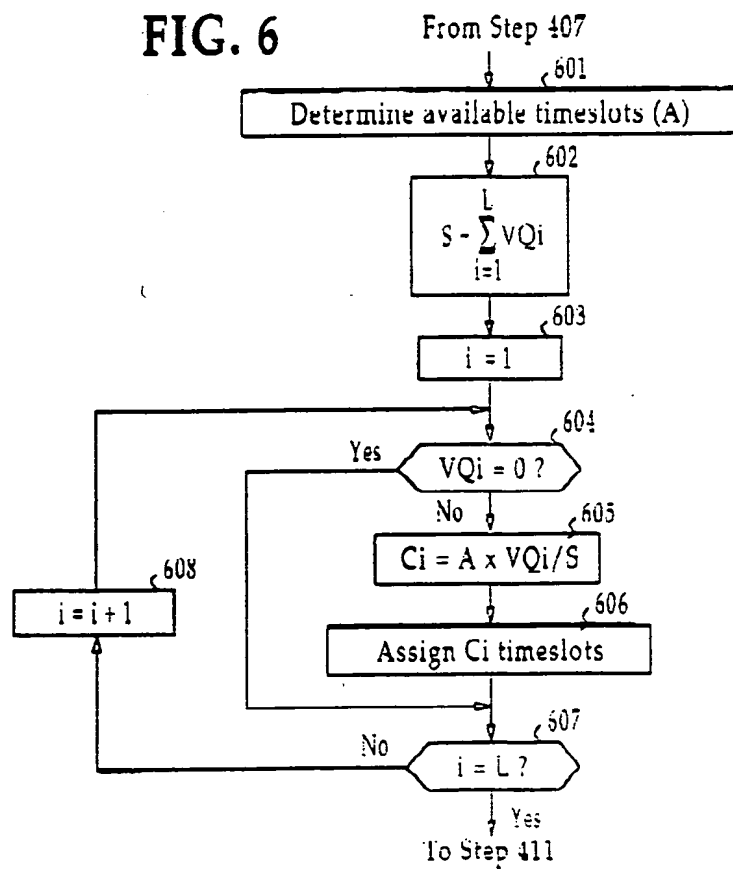 FIG. 6
From Step 407
601
Determine available timeslots (A)
602
L
S - ∑ VQi
i=1
603
i = 1
604
Yes
VQi = 0 ?
No
605
Ci = A x VQi/S
608
i = i + 1
606
Assign Ci timeslots
607
No
i = L ?
Yes
To Step 411